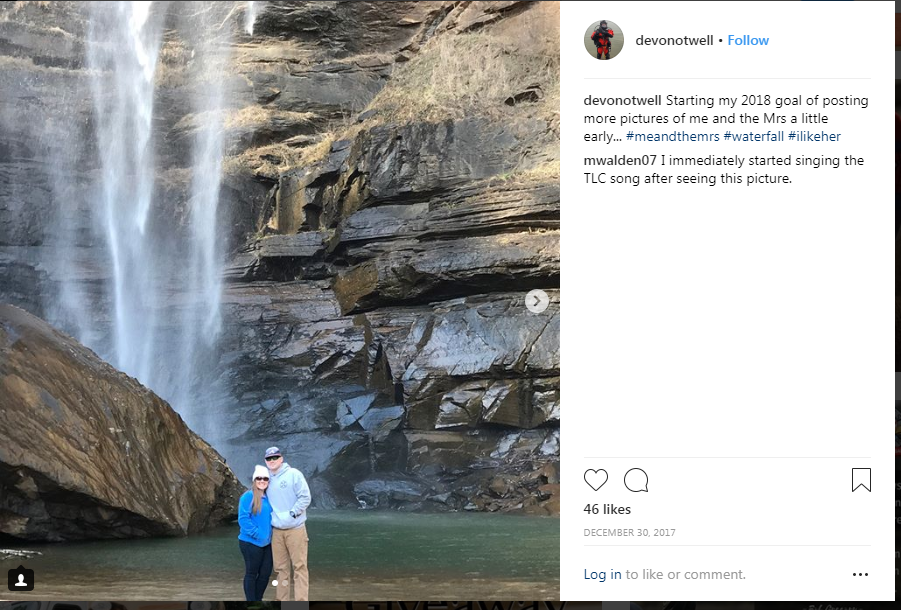 devonotwell • Follow
devonotwell Starting my 2018 goal of posting
more pictures of me and the Mrs a little
early... #meandthemrs #waterfall #ilikeher
mwalden07 I immediately started singing the
TLC song after seeing this picture.
46 likes
DECEMBER 30, 2017
Log in to like or comment.